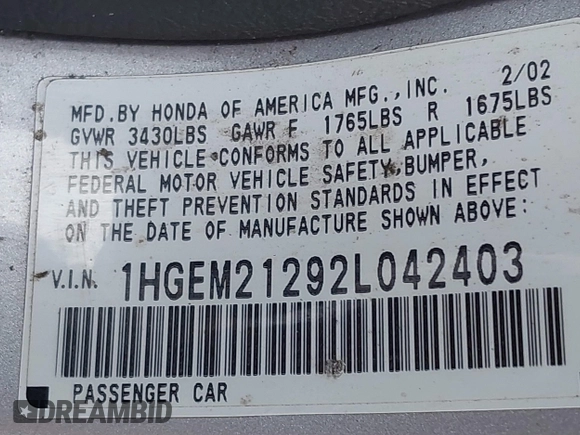 MFD. BY HONDA OF AMERICA MFG., INC. 2/02
GVWR 3430LBS GAWR F 1765LBS R 1675LBS
THIS VEHICLE CONFORMS TO ALL APPLICABLE
FEDERAL MOTOR VEHICLE SAFETY, BUMPER,
AND THEFT PREVENTION STANDARDS IN EFFECT
ON THE DATE OF MANUFACTURE SHOWN ABOVE:
V.I.N. 1HGEM21292L042403
PASSENGER CAR
DREAMBID